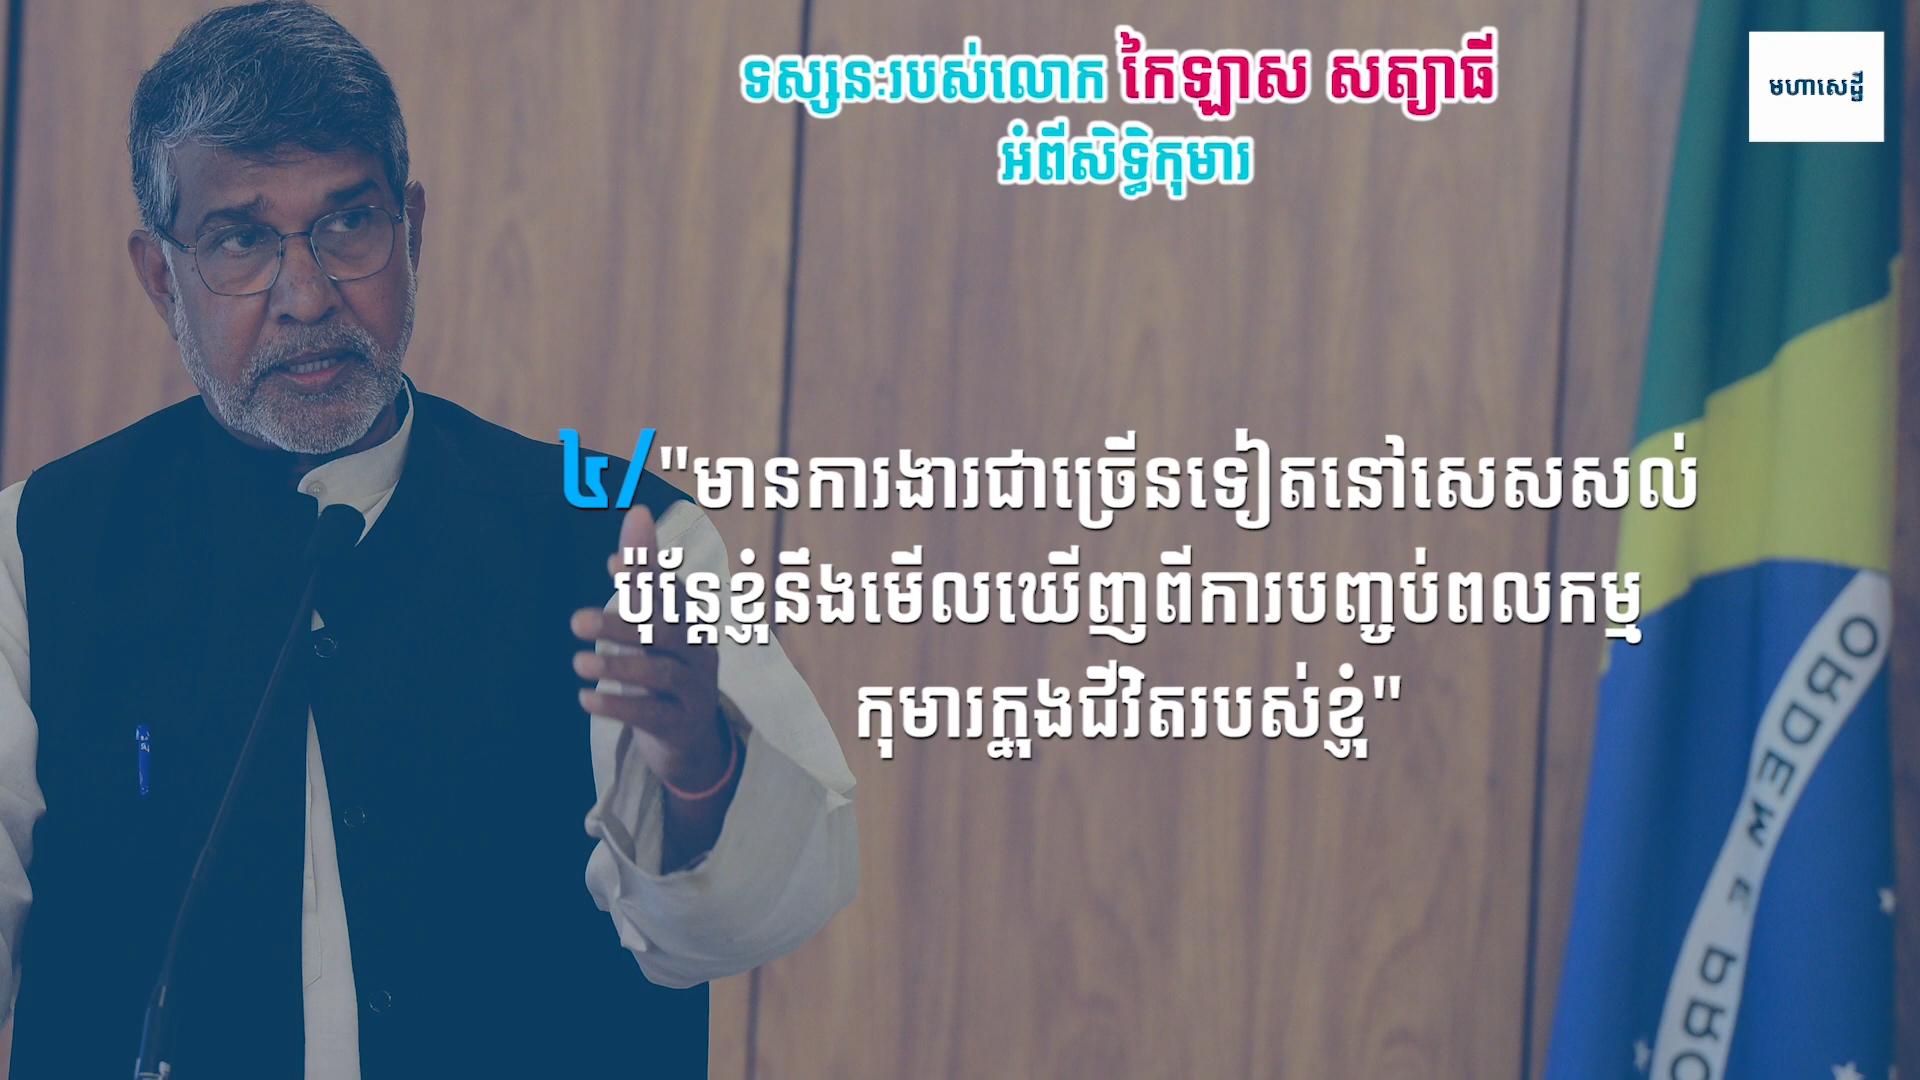 ទស្សនៈរបស់លោក កៃឡាស សត្យាធី
អំពីសិទ្ធិកុមារ
មហាសេដ្ឋី
៤/"មានការងារជាច្រើនទៀតនៅសេសសល់
ប៉ុន្តែខ្ញុំនឹងមើលឃើញពីការបញ្ចប់ពលកម្ម
កុមារក្នុងជីវិតរបស់ខ្ញុំ"
ORDEM E PRO